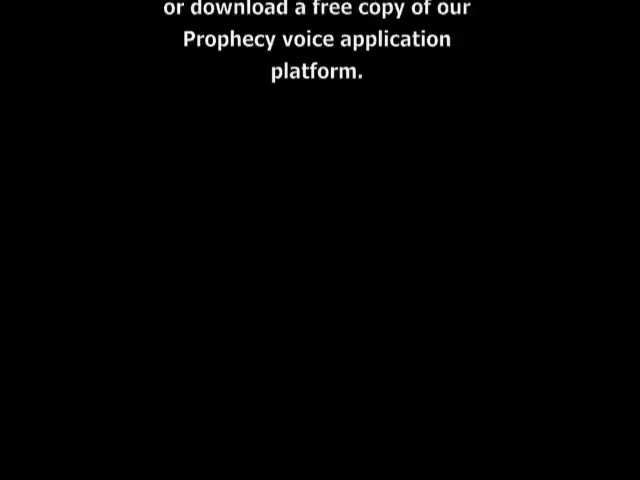 or download a free copy of our
Prophecy voice application
platform.